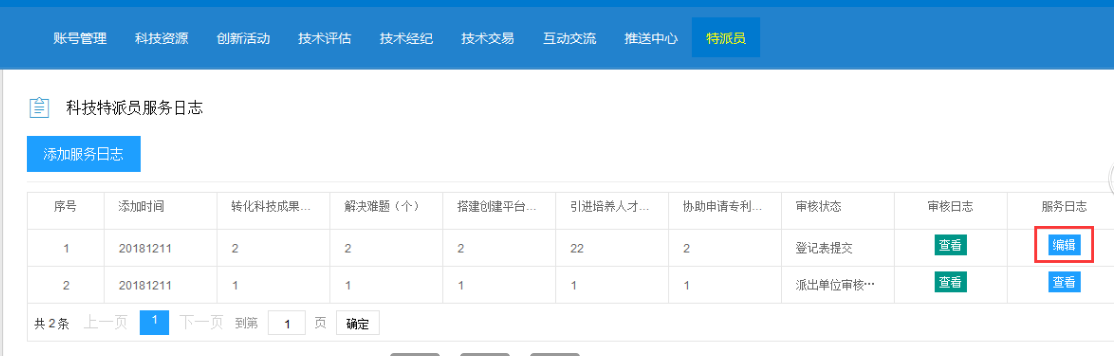 账号管理 科技资源 创新活动 技术评估 技术经纪 技术交易 互动交流 推送中心 特派员
科技特派员服务日志
添加服务日志
序号 添加时间 转化科技成果... 解决难题（个） 搭建创建平台... 引进培养人才... 协助申请专利... 审核状态 审核日志 服务日志
1 20181211 2 2 2 22 2 登记表提交 查看 编辑
2 20181211 1 1 1 1 1 派出单位审核… 查看 查看
共 2 条 上一页 1 下一页 到第 1 页 确定